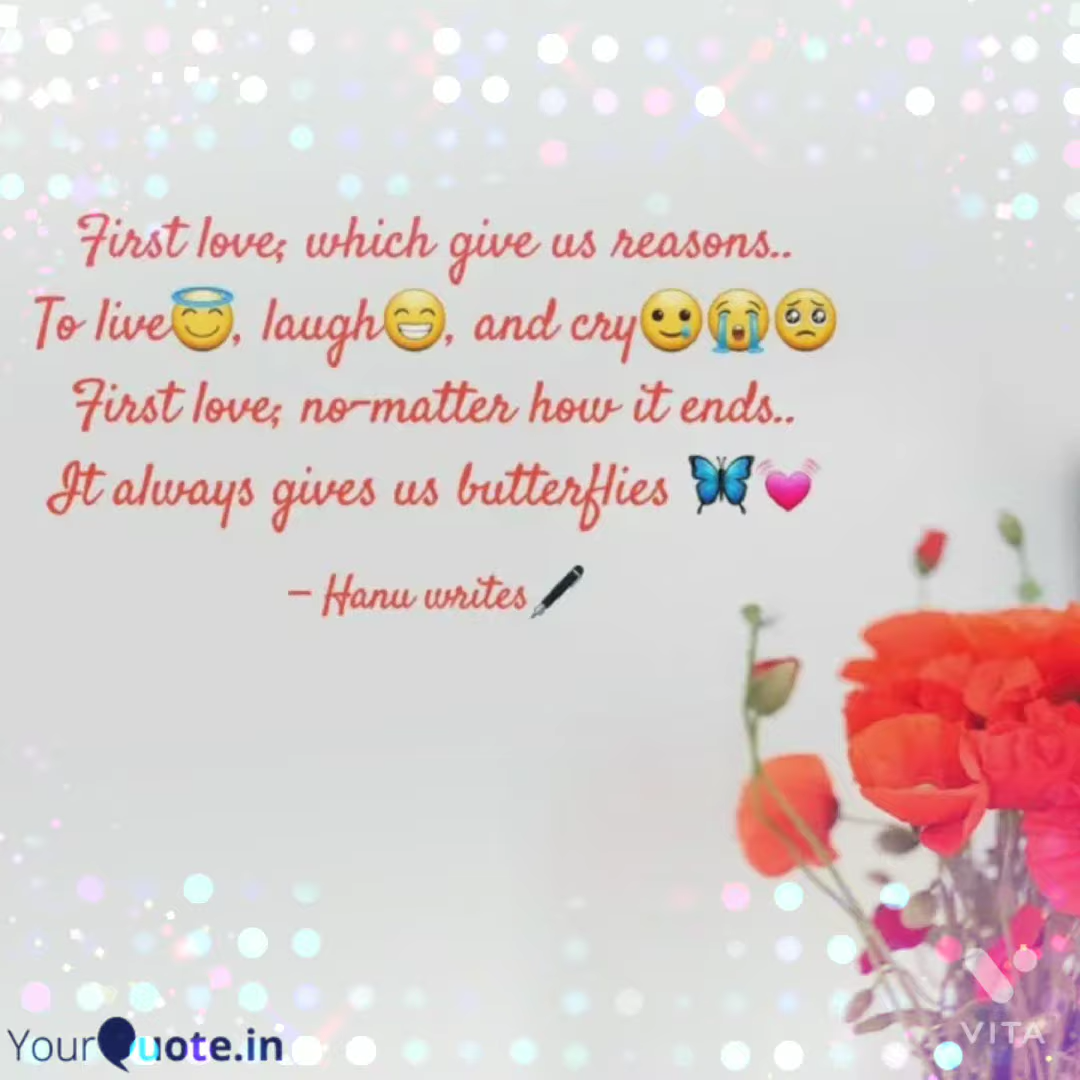 First love; which give us reasons..
To live😇, laugh😁, and cry🥲😭🥺
First love; no-matter how it ends..
It always gives us butterflies 🦋💓
- Hanu writes🖋️
YourQuote.in
VITA